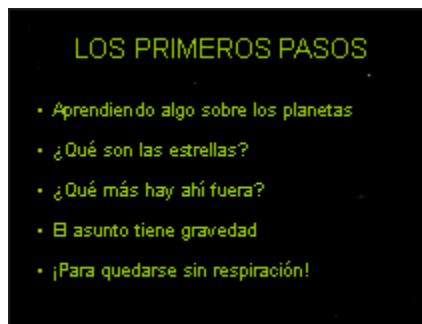 LOS PRIMEROS PASOS
• Aprendiendo algo sobre los planetas
• ¿Qué son las estrellas?
• ¿Qué más hay ahí fuera?
• El asunto tiene gravedad
• ¡Para quedarse sin respiración!